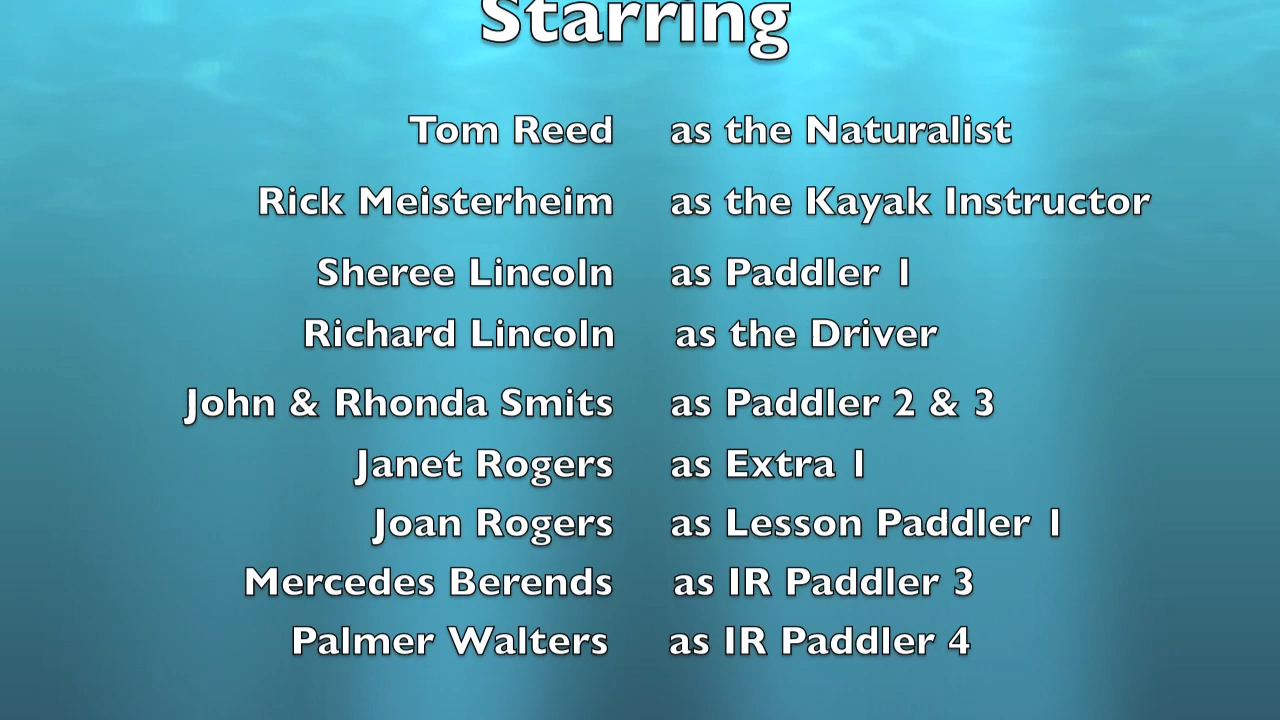 Starring
Tom Reed as the Naturalist
Rick Meisterheim as the Kayak Instructor
Sheree Lincoln as Paddler 1
Richard Lincoln as the Driver
John & Rhonda Smits as Paddler 2 & 3
Janet Rogers as Extra 1
Joan Rogers as Lesson Paddler 1
Mercedes Berends as IR Paddler 3
Palmer Walters as IR Paddler 4